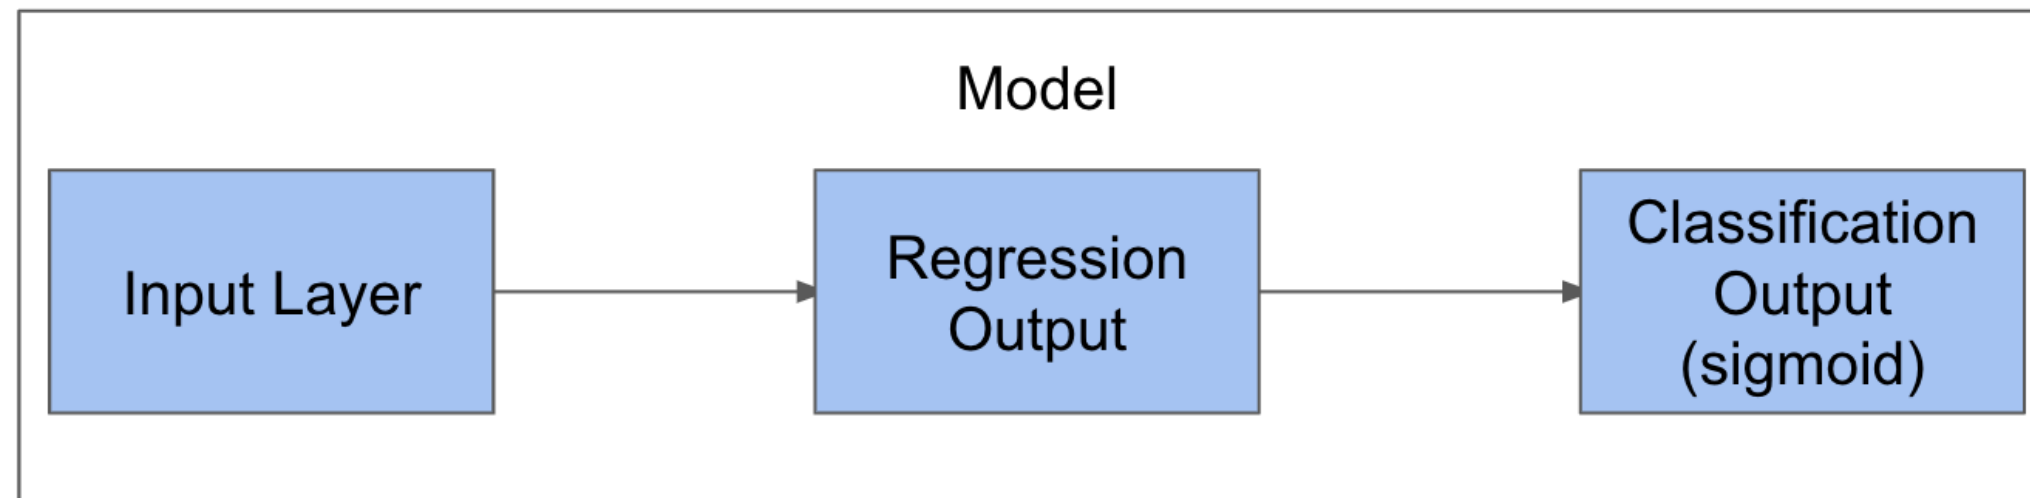 Model
Input Layer
Regression
Output
Classification
Output
(sigmoid)